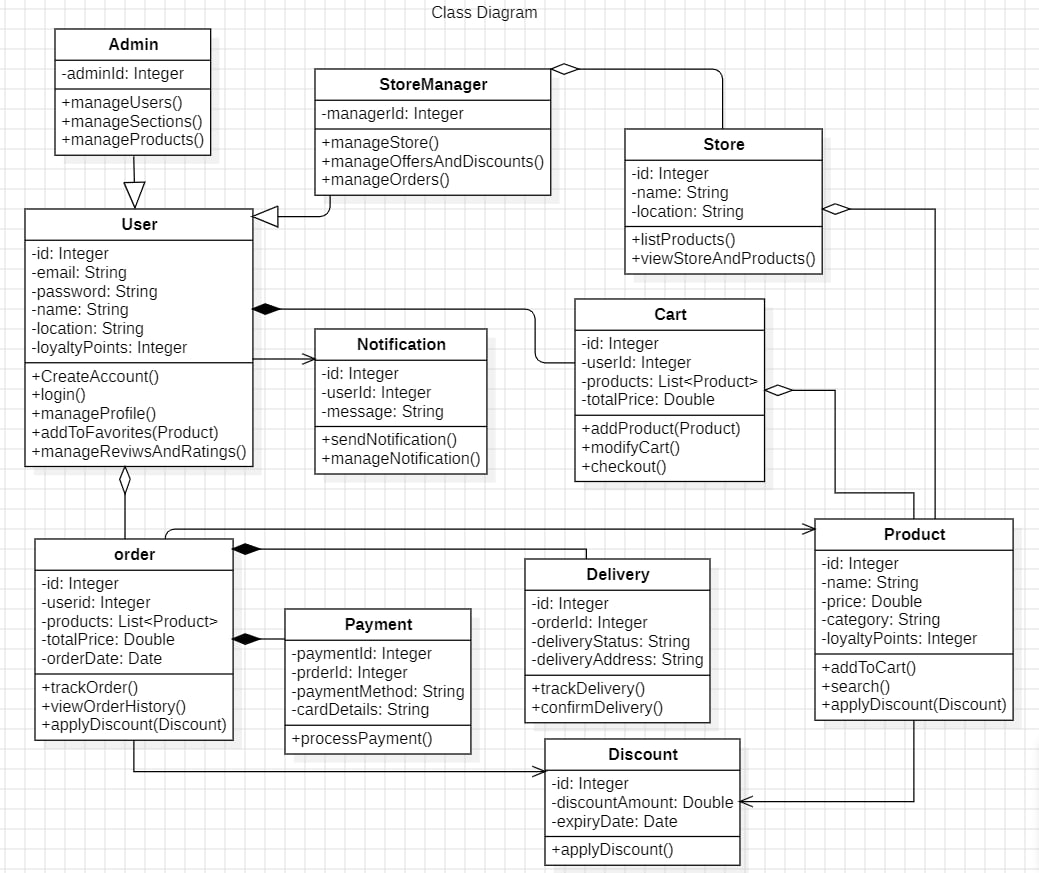 Class Diagram
Admin
-adminId: Integer
+manageUsers()
+manageSections()
+manageProducts()
StoreManager
-managerId: Integer
+manageStore()
+manageOffersAndDiscounts()
+manageOrders()
Store
-id: Integer
-name: String
-location: String
+listProducts()
+viewStoreAndProducts()
User
-id: Integer
-email: String
-password: String
-name: String
-location: String
-loyaltyPoints: Integer
+CreateAccount()
+login()
+manageProfile()
+addToFavorites(Product)
+manageReviwsAndRatings()
Notification
-id: Integer
-userId: Integer
-message: String
+sendNotification()
+manageNotification()
Cart
-id: Integer
-userId: Integer
-products: List<Product>
-totalPrice: Double
+addProduct(Product)
+modifyCart()
+checkout()
order
-id: Integer
-userid: Integer
-products: List<Product>
-totalPrice: Double
-orderDate: Date
+trackOrder()
+viewOrderHistory()
+applyDiscount(Discount)
Payment
-paymentId: Integer
-prderId: Integer
-paymentMethod: String
-cardDetails: String
+processPayment()
Delivery
-id: Integer
-orderId: Integer
-deliveryStatus: String
-deliveryAddress: String
+trackDelivery()
+confirmDelivery()
Product
-id: Integer
-name: String
-price: Double
-category: String
-loyaltyPoints: Integer
+addToCart()
+search()
+applyDiscount(Discount)
Discount
-id: Integer
-discountAmount: Double
-expiryDate: Date
+applyDiscount()